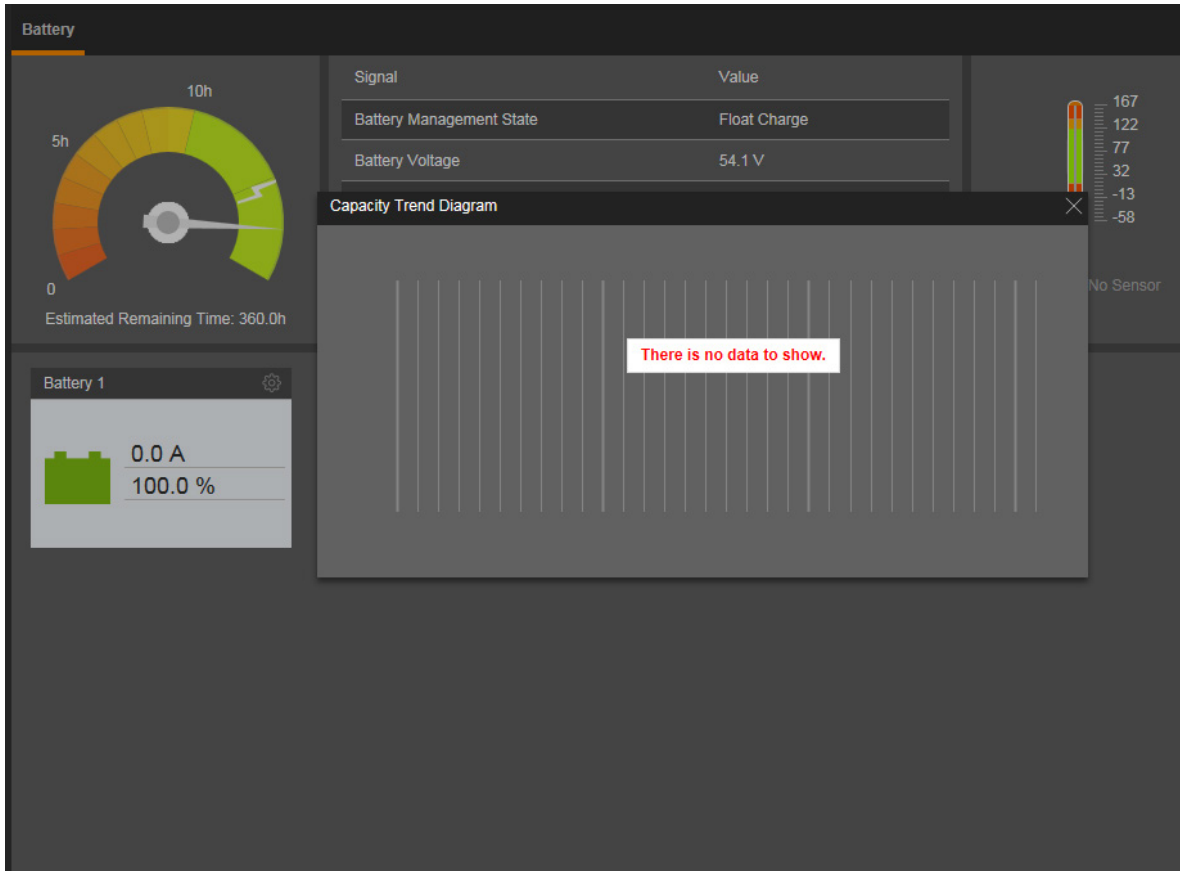 Battery
10h
5h
0
Estimated Remaining Time: 360.0h
Signal Value
Battery Management State Float Charge
Battery Voltage 54.1 V
167
122
77
32
-13
-58
No Sensor
Capacity Trend Diagram
There is no data to show.
Battery 1
0.0 A
100.0 %